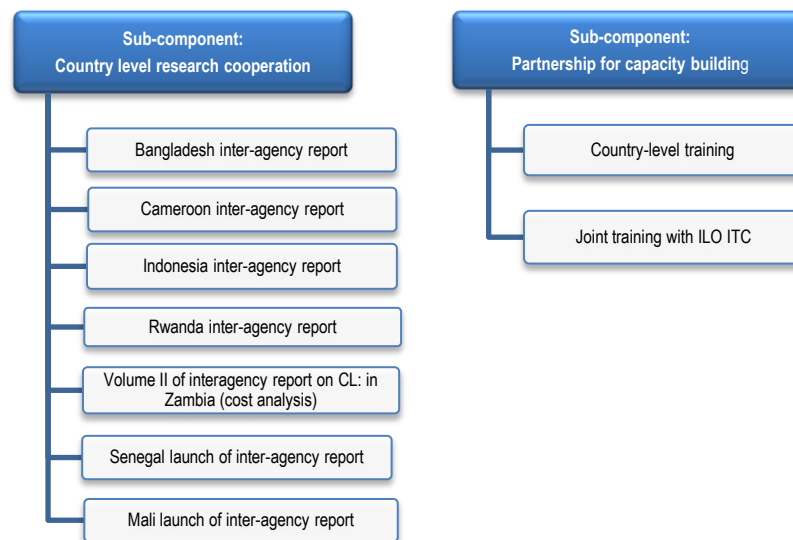 Sub-component:
Country level research cooperation
Bangladesh inter-agency report
Cameroon inter-agency report
Indonesia inter-agency report
Rwanda inter-agency report
Volume II of interagency report on CL: in
Zambia (cost analysis)
Senegal launch of inter-agency report
Mali launch of inter-agency report
Sub-component:
Partnership for capacity building
Country-level training
Joint training with ILO ITC